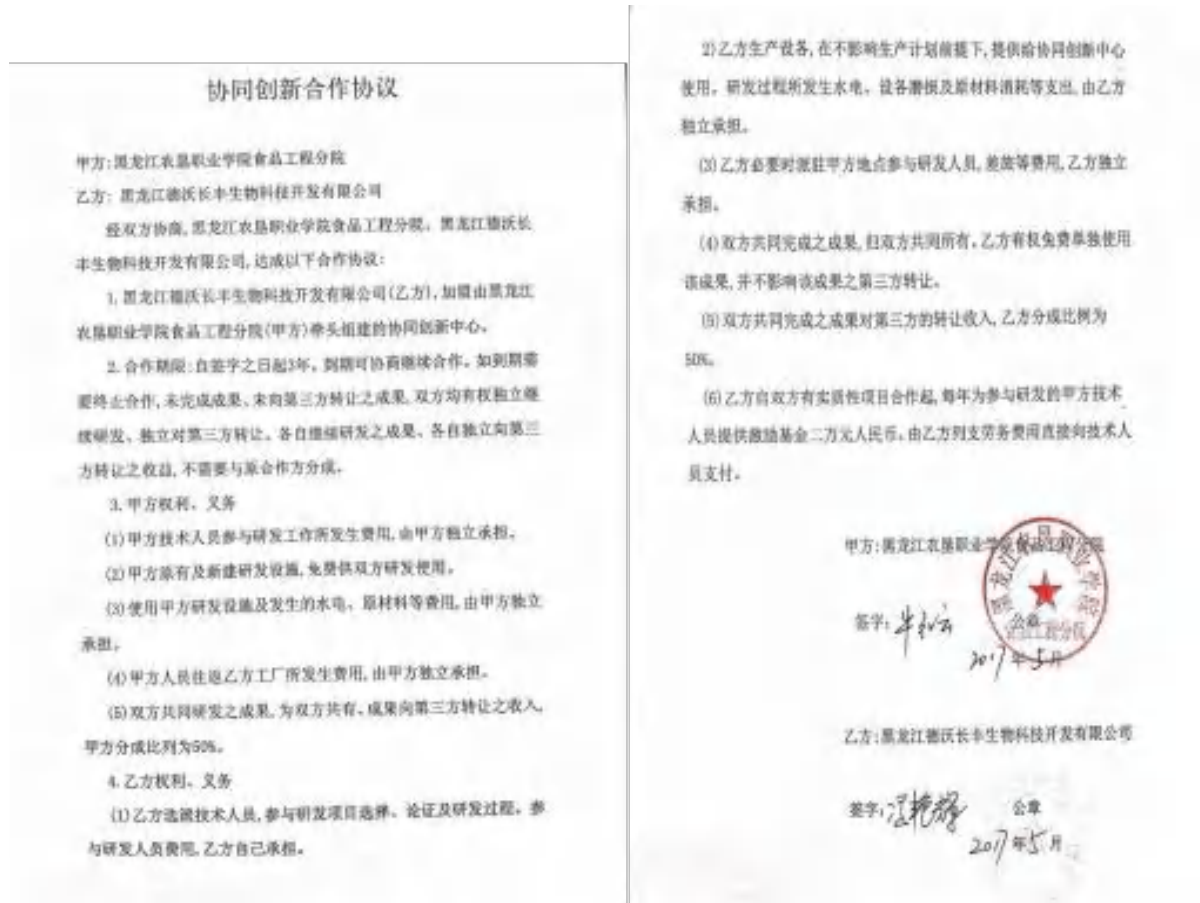 协同创新合作协议
甲方:黑龙江农垦职业学院食品工程分院
乙方: 黑龙江德沃长丰生物科技开发有限公司
经双方协商,黑龙江农垦职业学院食品工程分院、黑龙江德沃长
丰生物科技开发有限公司,达成以下合作协议:
1.黑龙江德沃长丰生物科技开发有限公司(乙方),加盟由黑龙江
农垦职业学院食品工程分院(甲方)牵头组建的协同创新中心。
2.合作期限:自签字之日起3年。到期可协商继续合作。如到期需
要终止合作,未完成成果、未向第三方转让之成果,双方均有权独立继
续研发、独立对第三方转让。各自继续研发之成果、各自独立向第三
方转让之收益,不需要与原合作方分成。
3.甲方权利、义务
(1)甲方技术人员参与研发工作所发生费用,由甲方独立承担。
(2)甲方原有及新建研发设施,免费供双方研发使用。
(3)使用甲方研发设施及发生的水电、原材料等费用,由甲方独立
承担。
(4)甲方人员往返乙方工厂所发生费用,由甲方独立承担。
(5)双方共同研发之成果,为双方共有、成果向第三方转让之收入,
甲方分成比列为50%。
4.乙方权利、义务
(1)乙方选派技术人员,参与研发项目选择、论证及研发过程。参
与研发人员费用,乙方自己承担。
2)乙方生产设备,在不影响生产计划前提下,提供给协同创新中心
使用。研发过程所发生水电、设备磨损及原材料消耗等支出,由乙方
独立承担。
(3)乙方必要时派驻甲方地点参与研发人员,差旅等费用,乙方独立
承担。
(4)双方共同完成之成果,归双方共同所有。乙方有权免费单独使用
该成果,并不影响该成果之第三方转让。
(5)双方共同完成之成果对第三方的转让收入,乙方分成比例为
50%。
(6)乙方自双方有实质性项目合作起,每年为参与研发的甲方技术
人员提供激励基金二万元人民币。由乙方列支劳务费用直接向技术人
员支付。
甲方:黑龙江农垦职业学院食品工程分院
签字: 公章
2017年5月
乙方:黑龙江德沃长丰生物科技开发有限公司
签字: 公章
2017年5月